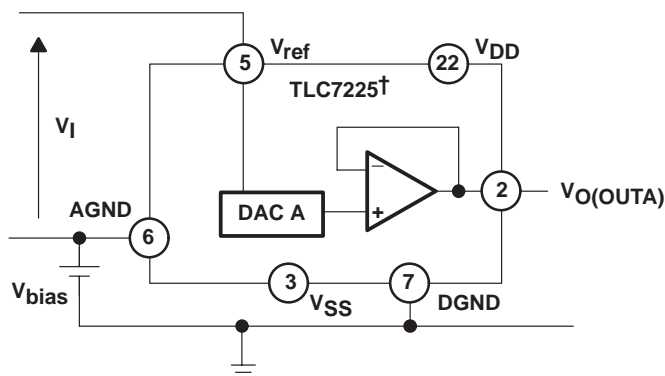 Vref
VDD
5
22
TLC7225†
VI
−
DAC A
+
2
VO(OUTA)
AGND
6
3
7
Vbias
VSS
DGND